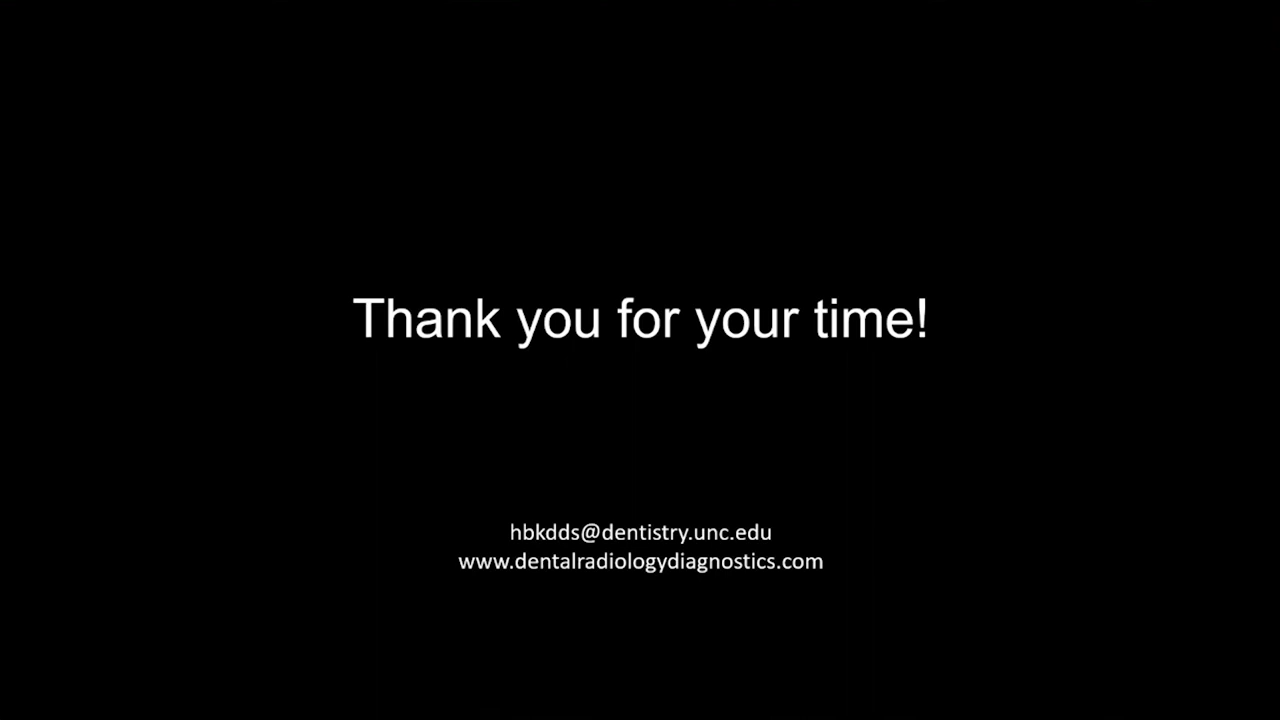 Thank you for your time!
hbkdds@dentistry.unc.edu
www.dentalradiologydiagnostics.com